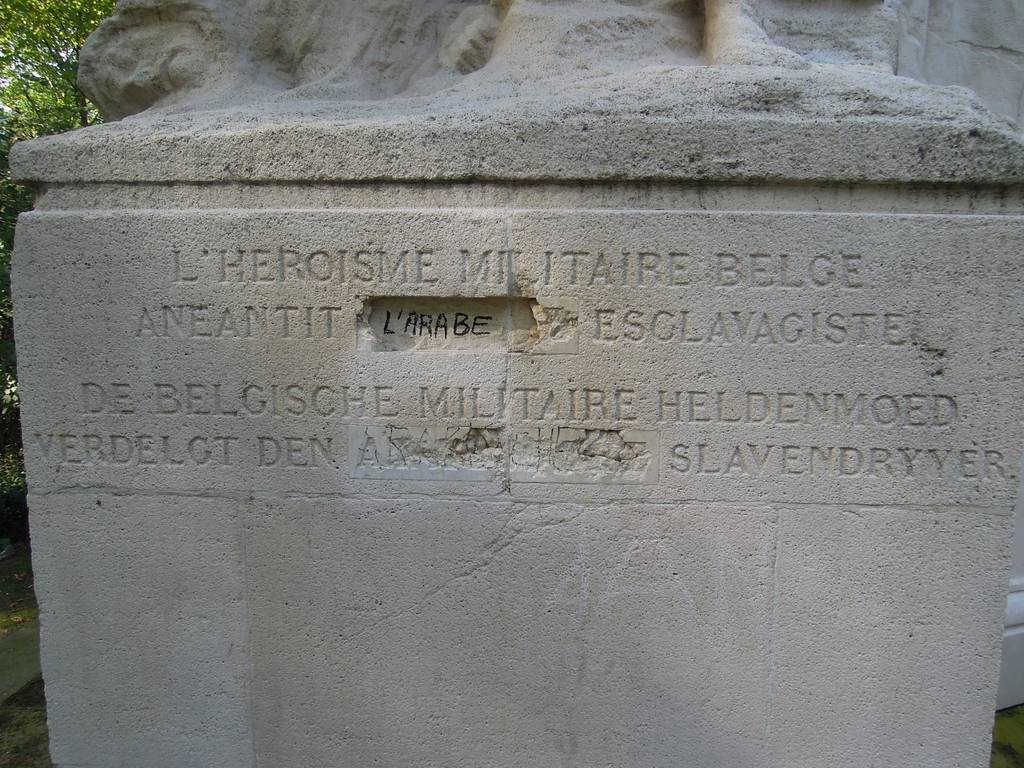 L'HEROISME MILITAIRE BELGE
ANEANTIT L'ARABE ESCLAVAGISTE
DE BELGISCHE MILITAIRE HELDENMOED
VERDELGT DEN SLAVENDRYVER.